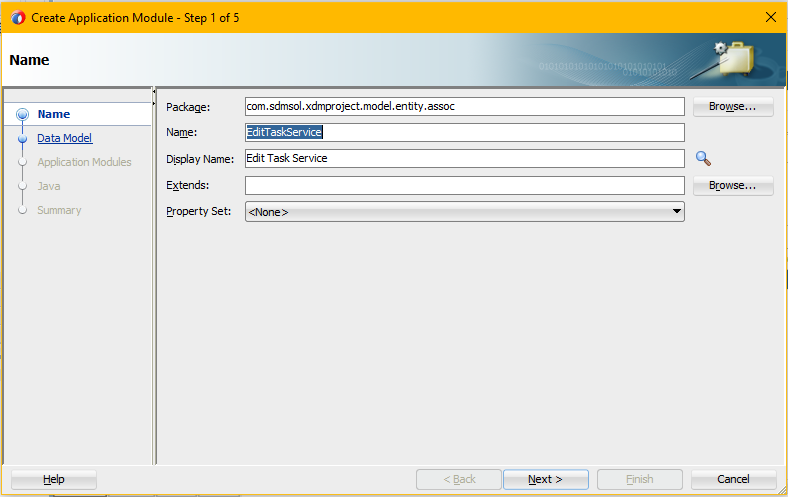 Create Application Module - Step 1 of 5
Name
010101010101010101010101
01010101010
Name
Data Model
Application Modules
Java
Summary
Package: com.sdmsol.xdmproject.model.entity.assoc Browse...
Name: EditTaskService
Display Name: Edit Task Service
Extends: Browse...
Property Set: <None>
Help < Back Next > Finish Cancel